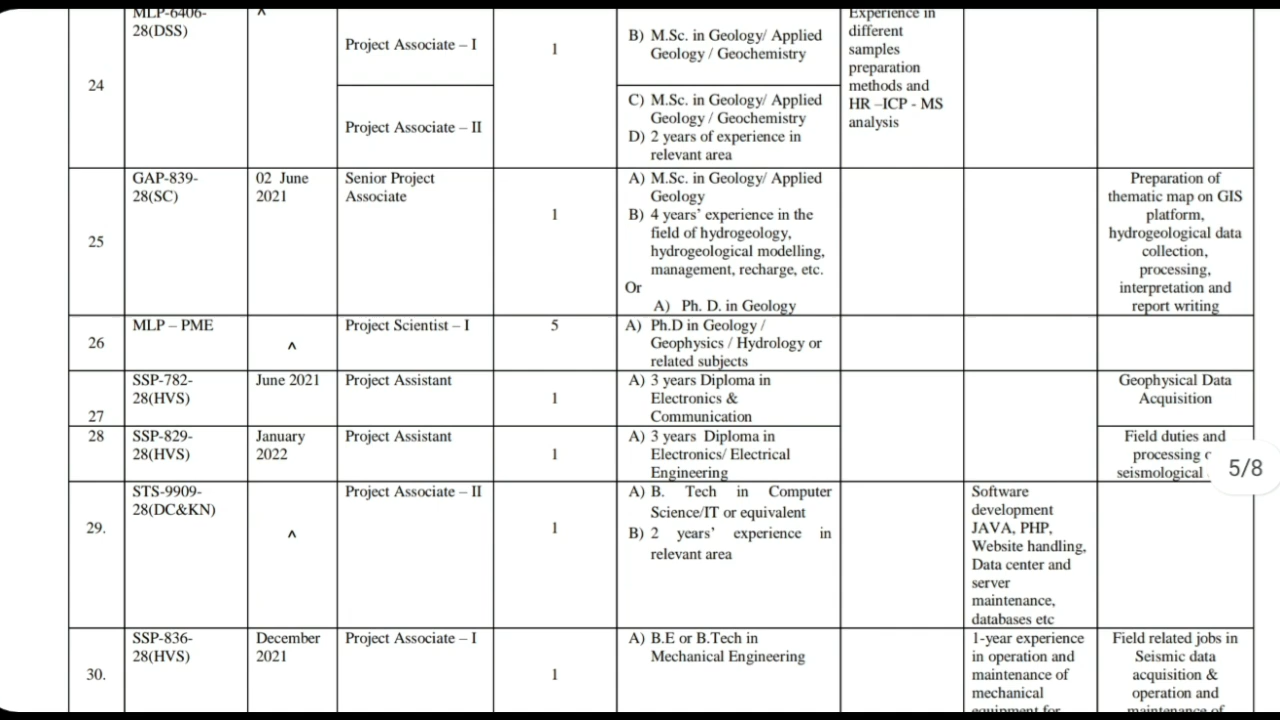 MLP-6406-
28(DSS)
^
24
Project Associate – I
1
B) M.Sc. in Geology/ Applied
Geology / Geochemistry
Experience in
different
samples
preparation
methods and
HR –ICP - MS
analysis
Project Associate – II
C) M.Sc. in Geology/ Applied
Geology / Geochemistry
D) 2 years of experience in
relevant area
25
GAP-839-
28(SC)
02 June
2021
Senior Project
Associate
1
A) M.Sc. in Geology/ Applied
Geology
B) 4 years’ experience in the
field of hydrogeology,
hydrogeological modelling,
management, recharge, etc.
Or
A) Ph. D. in Geology
Preparation of
thematic map on GIS
platform,
hydrogeological data
collection,
processing,
interpretation and
report writing
26
MLP – PME
^
Project Scientist – I
5
A) Ph.D in Geology /
Geophysics / Hydrology or
related subjects
27
SSP-782-
28(HVS)
June 2021
Project Assistant
1
A) 3 years Diploma in
Electronics &
Communication
Geophysical Data
Acquisition
28
SSP-829-
28(HVS)
January
2022
Project Assistant
1
A) 3 years Diploma in
Electronics/ Electrical
Engineering
Field duties and
processing
seismological
5/8
29.
STS-9909-
28(DC&KN)
^
Project Associate – II
1
A) B. Tech in Computer
Science/IT or equivalent
B) 2 years’ experience in
relevant area
Software
development
JAVA, PHP,
Website handling,
Data center and
server
maintenance,
databases etc
30.
SSP-836-
28(HVS)
December
2021
Project Associate – I
1
A) B.E or B.Tech in
Mechanical Engineering
1-year experience
in operation and
maintenance of
mechanical
equipment for
Field related jobs in
Seismic data
acquisition &
operation and
maintenance of